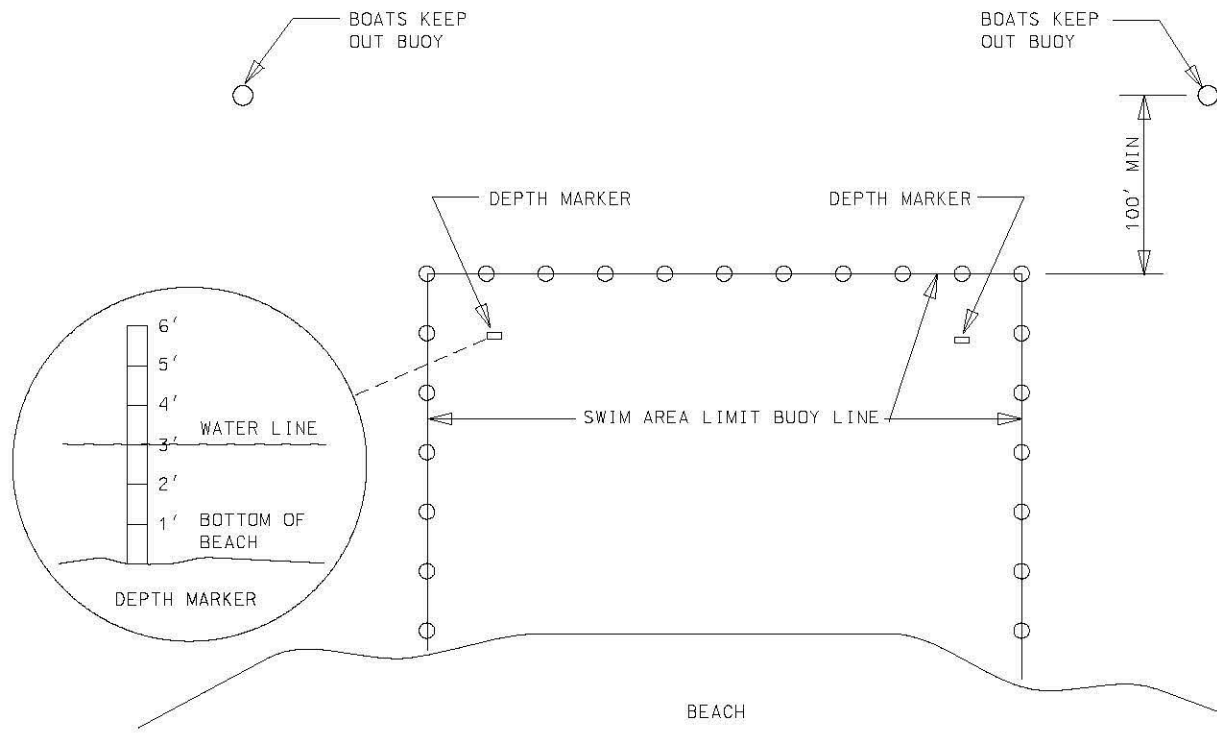 BOATS KEEP
OUT BUOY
BOATS KEEP
OUT BUOY
100' MIN
DEPTH MARKER
DEPTH MARKER
SWIM AREA LIMIT BUOY LINE
6'
5'
4'
WATER LINE
3'
2'
1'
BOTTOM OF
BEACH
DEPTH MARKER
BEACH